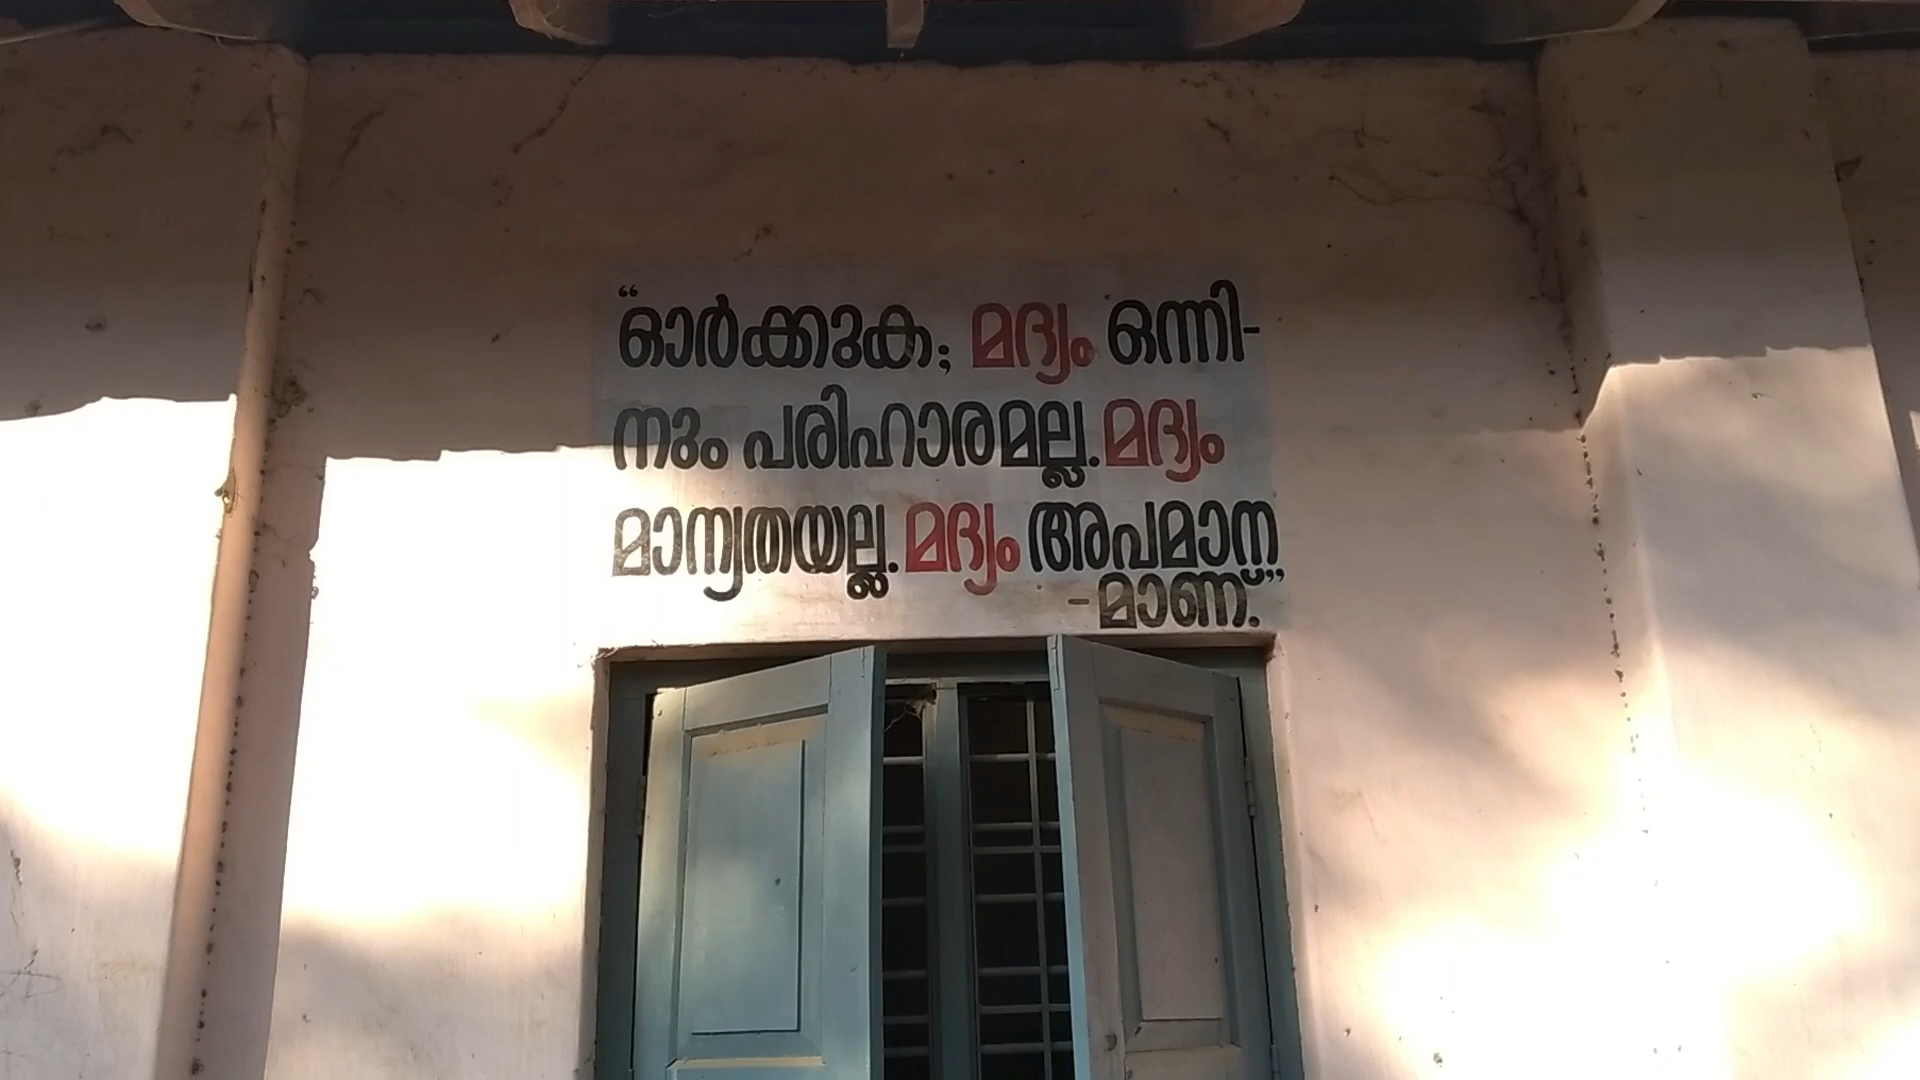 “ഓർക്കുക; മദ്യം ഒന്നി-
നും പരിഹാരമല്ല. മദ്യം
മാന്യതയല്ല. മദ്യം അപമാന
-മാണ്.”